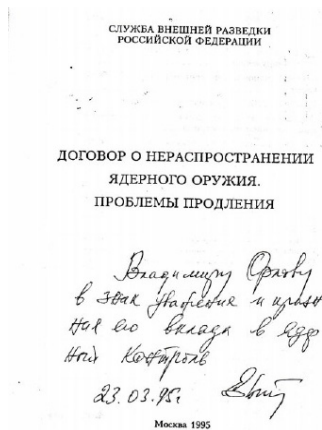 СЛУЖБА ВНЕШНЕЙ РАЗВЕДКИ
РОССИЙСКОЙ ФЕДЕРАЦИИ
ДОГОВОР О НЕРАСПРОСТРАНЕНИИ
ЯДЕРНОГО ОРУЖИЯ.
ПРОБЛЕМЫ ПРОДЛЕНИЯ
Владимиру Орлову
в знак уважения и призна
ния его вклада в ядер
ный контроль
23.03.95г.
Москва 1995